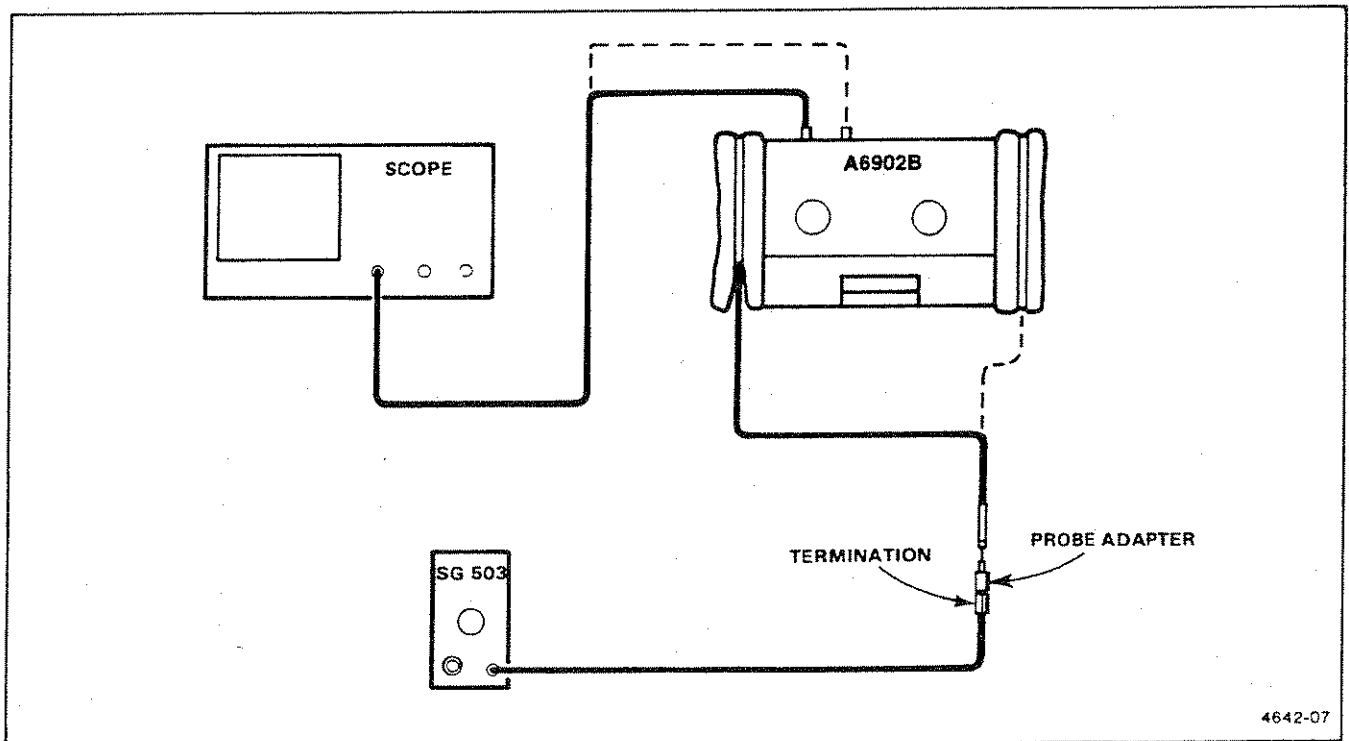 SCOPE
A6902B
PROBE ADAPTER
TERMINATION
SG 503
4642-07